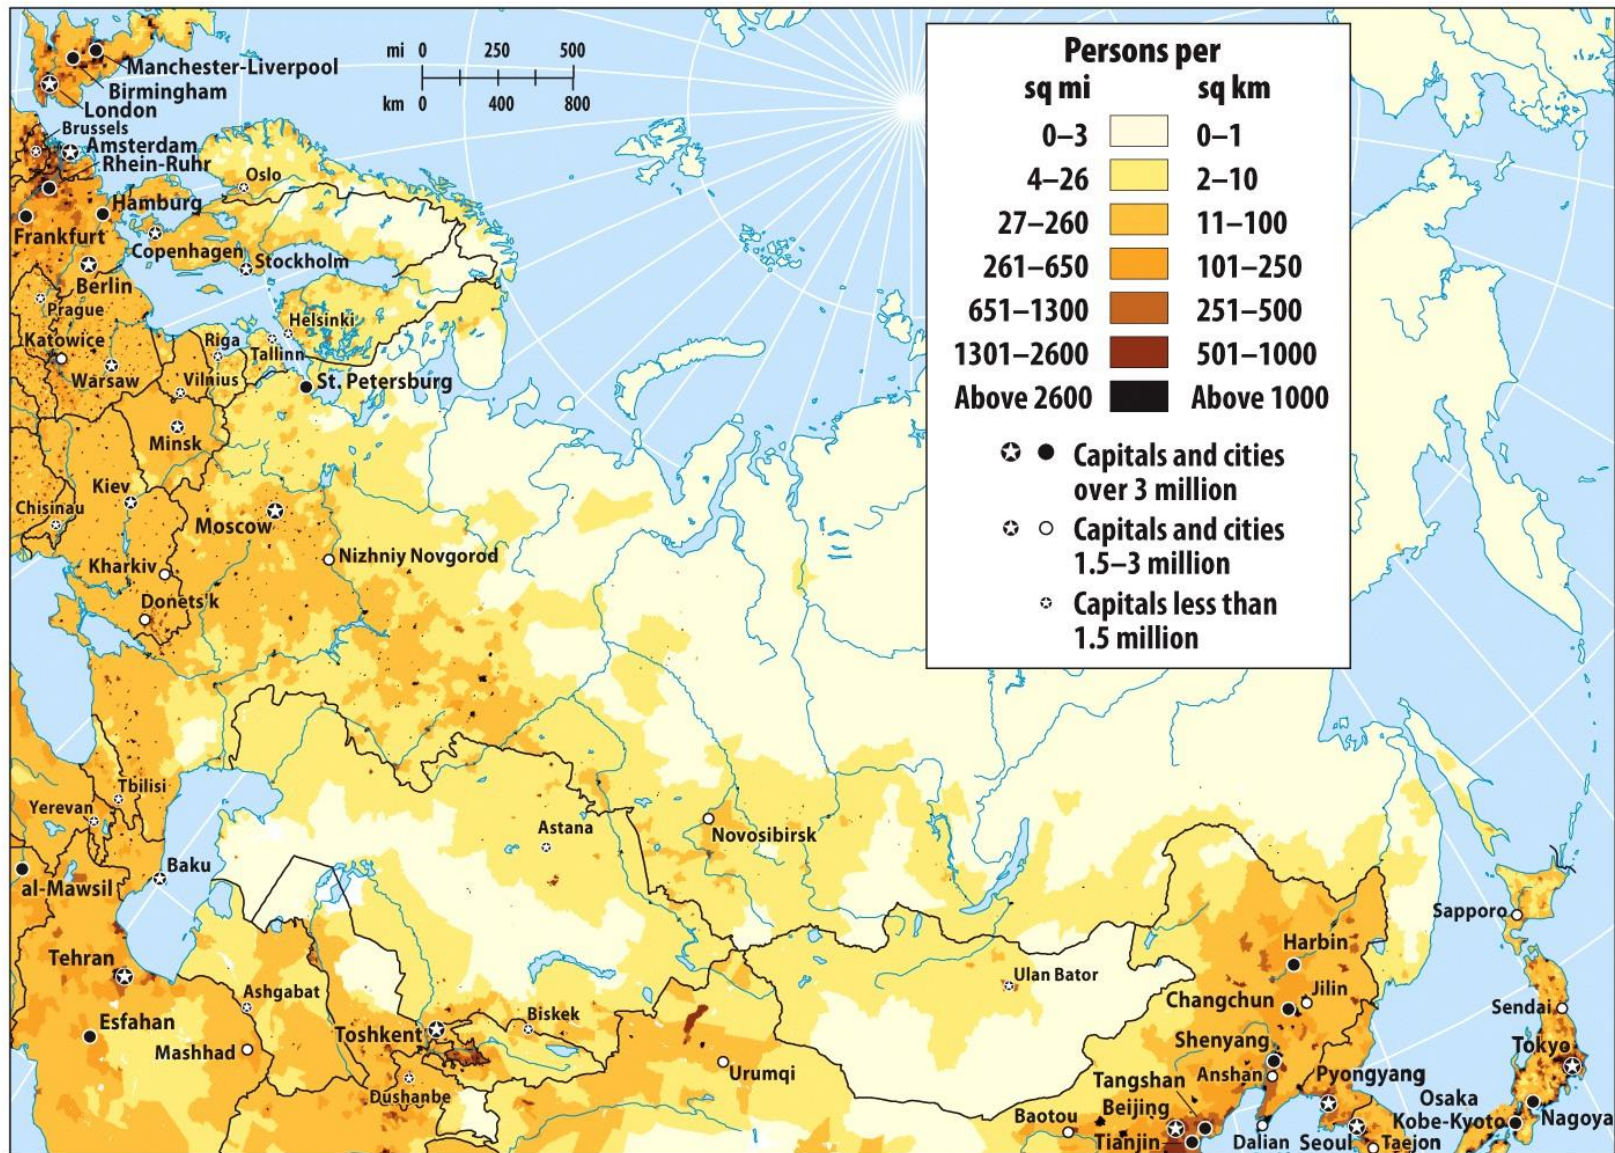 mi 0 250 500
km 0 400 800
Persons per
sq mi sq km
0–3 0–1
4–26 2–10
27–260 11–100
261–650 101–250
651–1300 251–500
1301–2600 501–1000
Above 2600 Above 1000
Capitals and cities
over 3 million
Capitals and cities
1.5–3 million
Capitals less than
1.5 million
Manchester-Liverpool
Birmingham
London
Brussels
Amsterdam
Rhein-Ruhr
Oslo
Hamburg
Frankfurt
Copenhagen
Stockholm
Berlin
Prague
Helsinki
Katowice
Riga
Tallinn
Warsaw
Vilnius
St. Petersburg
Minsk
Kiev
Chisinau
Moscow
Nizhniy Novgorod
Kharkiv
Donets'k
Tbilisi
Yerevan
Astana
Novosibirsk
Baku
al-Mawsil
Sapporo
Harbin
Tehran
Ulan Bator
Ashgabat
Changchun
Jilin
Sendai
Esfahan
Toshkent
Biskek
Mashhad
Shenyang
Tokyo
Urumqi
Anshan
Pyongyang
Dushanbe
Tangshan
Beijing
Baotou
Osaka
Kobe-Kyoto
Nagoya
Tianjin
Dalian
Seoul
Taejon